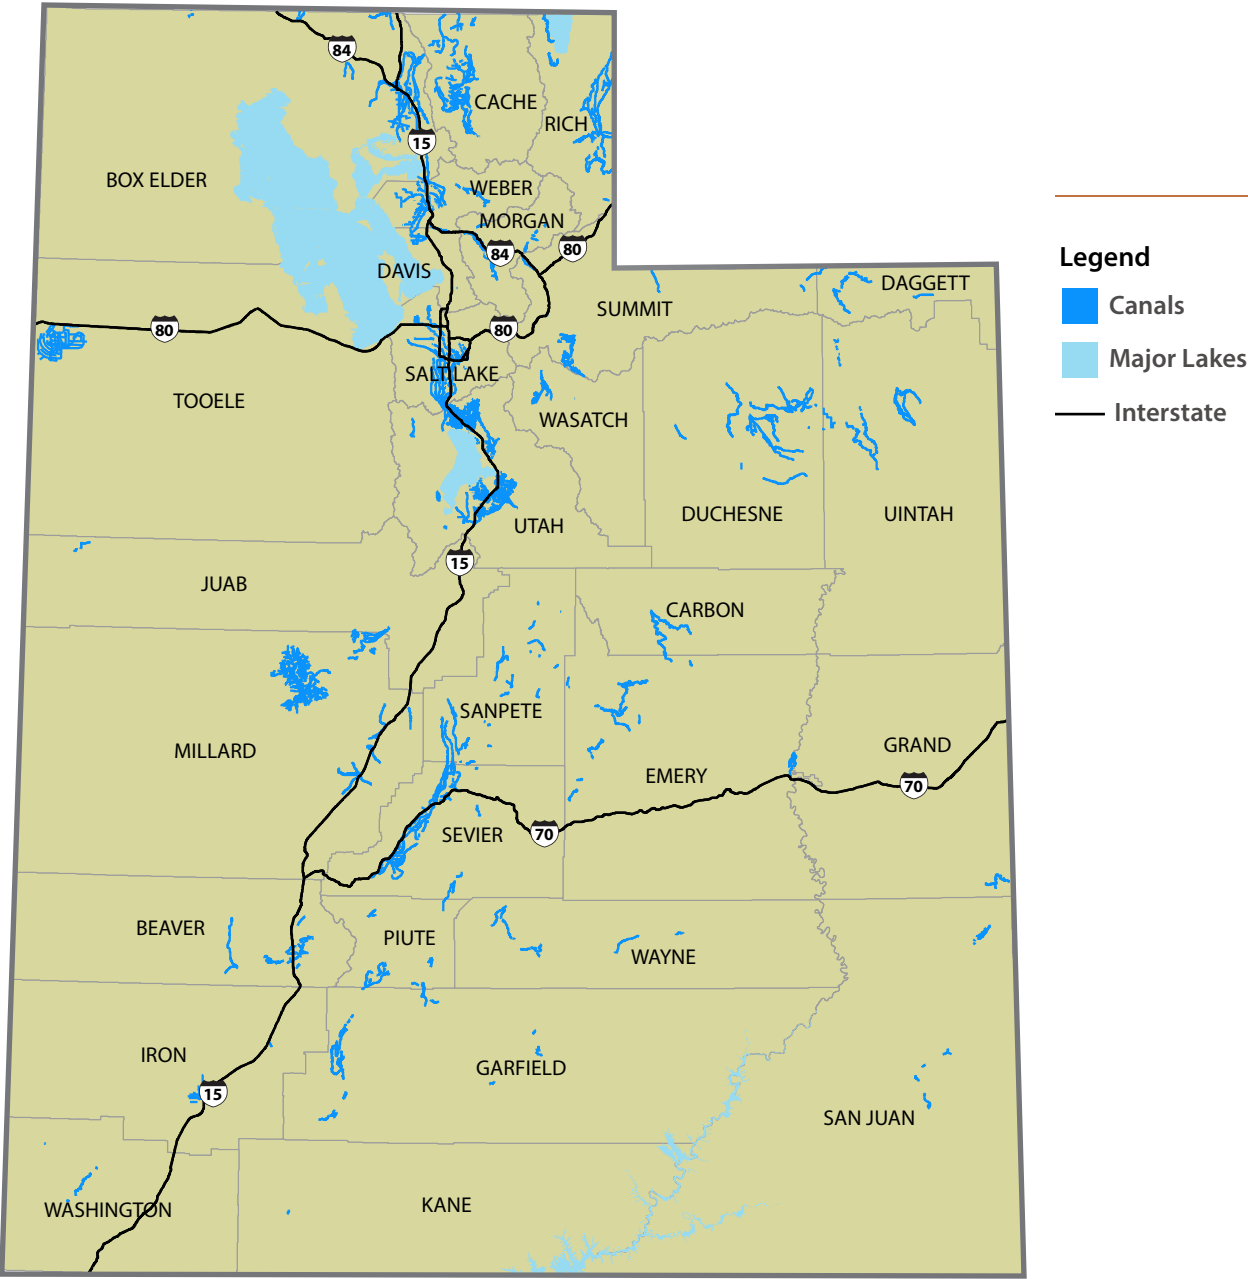 84
CACHE
RICH
15
BOX ELDER
WEBER
MORGAN
84
80
DAVIS
DAGGETT
SUMMIT
80
80
SALT LAKE
TOOELE
WASATCH
DUCHESNE
UINTAH
UTAH
15
JUAB
CARBON
SANPETE
MILLARD
GRAND
EMERY
70
SEVIER
70
BEAVER
PIUTE
WAYNE
IRON
GARFIELD
15
SAN JUAN
WASHINGTON
KANE
Legend
Canals
Major Lakes
Interstate